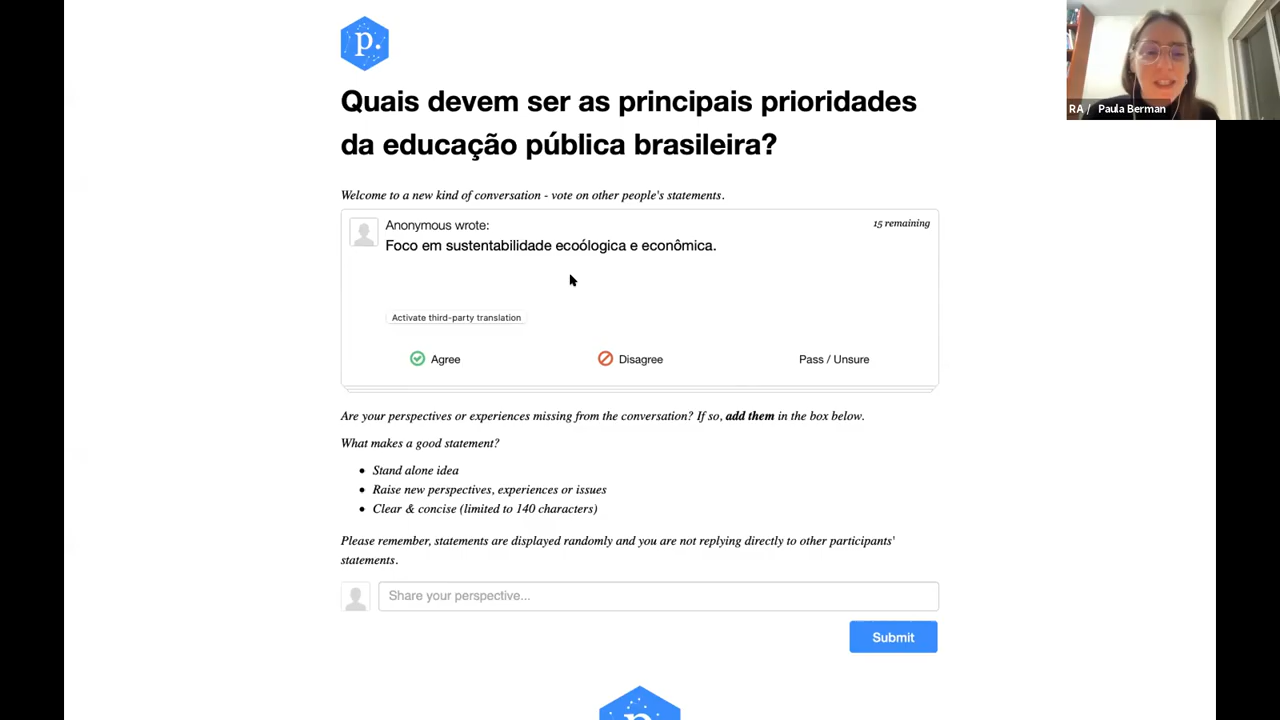 p.
RA / Paula Berman
Quais devem ser as principais prioridades
da educação pública brasileira?
Welcome to a new kind of conversation - vote on other people's statements.
Anonymous wrote:
15 remaining
Foco em sustentabilidade ecoólogica e econômica.
Activate third-party translation
Agree
Disagree
Pass / Unsure
Are your perspectives or experiences missing from the conversation? If so, add them in the box below.
What makes a good statement?
Stand alone idea
Raise new perspectives, experiences or issues
Clear & concise (limited to 140 characters)
Please remember, statements are displayed randomly and you are not replying directly to other participants'
statements.
Share your perspective...
Submit
p